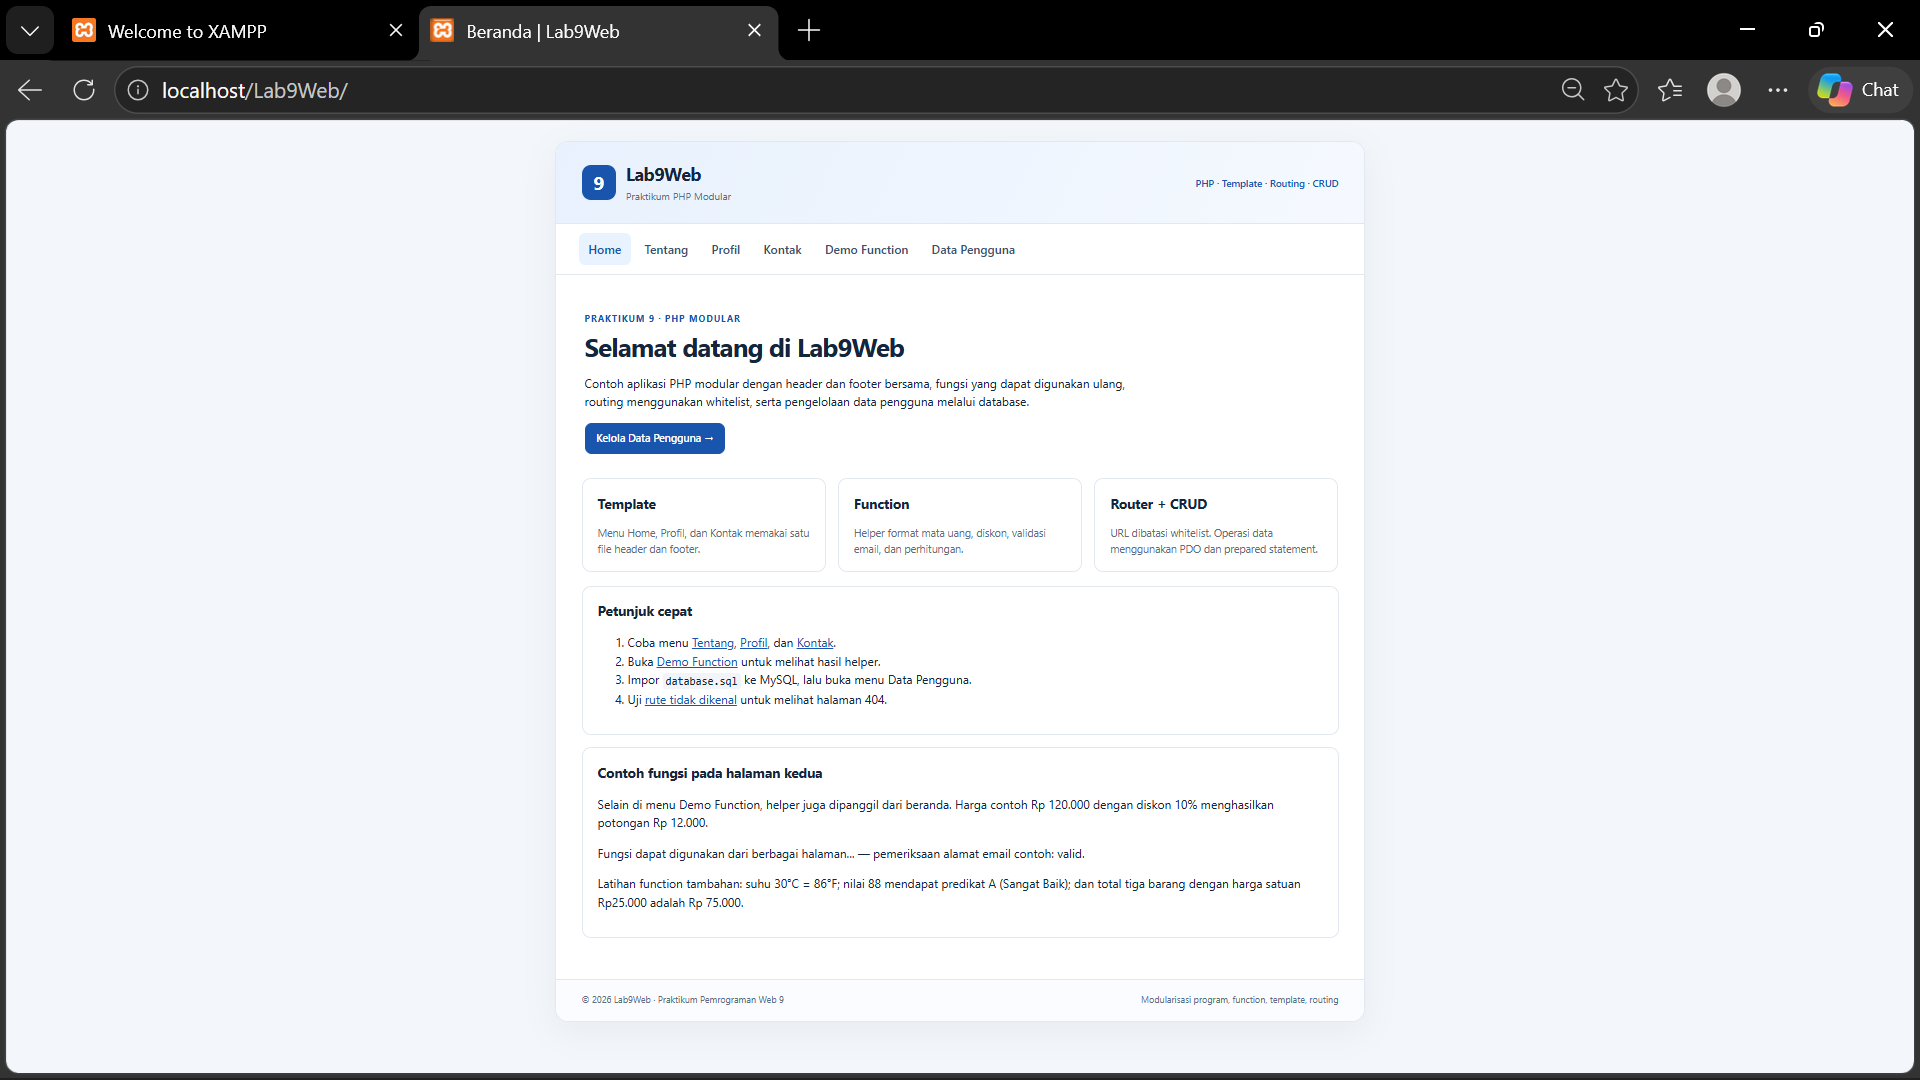 Welcome to XAMPP
Beranda | Lab9Web
localhost/Lab9Web/
Chat
9
Lab9Web
Praktikum PHP Modular
PHP · Template · Routing · CRUD
Home
Tentang
Profil
Kontak
Demo Function
Data Pengguna
PRAKTIKUM 9 · PHP MODULAR
Selamat datang di Lab9Web
Contoh aplikasi PHP modular dengan header dan footer bersama, fungsi yang dapat digunakan ulang,
routing menggunakan whitelist, serta pengelolaan data pengguna melalui database.
Kelola Data Pengguna →
Template
Menu Home, Profil, dan Kontak memakai satu
file header dan footer.
Function
Helper format mata uang, diskon, validasi
email, dan perhitungan.
Router + CRUD
URL dibatasi whitelist. Operasi data
menggunakan PDO dan prepared statement.
Petunjuk cepat
1. Coba menu Tentang, Profil, dan Kontak.
2. Buka Demo Function untuk melihat hasil helper.
3. Impor database.sql ke MySQL, lalu buka menu Data Pengguna.
4. Uji rute tidak dikenal untuk melihat halaman 404.
Contoh fungsi pada halaman kedua
Selain di menu Demo Function, helper juga dipanggil dari beranda. Harga contoh Rp 120.000 dengan diskon 10% menghasilkan
potongan Rp 12.000.
Fungsi dapat digunakan dari berbagai halaman... — pemeriksaan alamat email contoh: valid.
Latihan function tambahan: suhu 30°C = 86°F; nilai 88 mendapat predikat A (Sangat Baik); dan total tiga barang dengan harga satuan
Rp25.000 adalah Rp 75.000.
© 2026 Lab9Web · Praktikum Pemrograman Web 9
Modularisasi program, function, template, routing